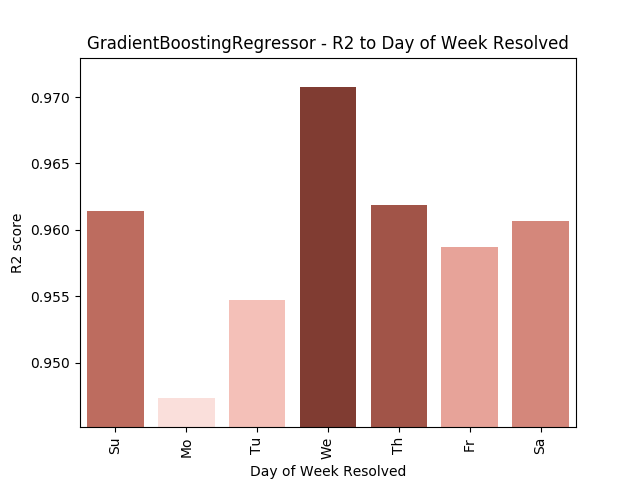 GradientBoostingRegressor - R2 to Day of Week Resolved
0.970
0.965
0.960
0.955
0.950
R2 score
Su Mo Tu We Th Fr Sa
Day of Week Resolved